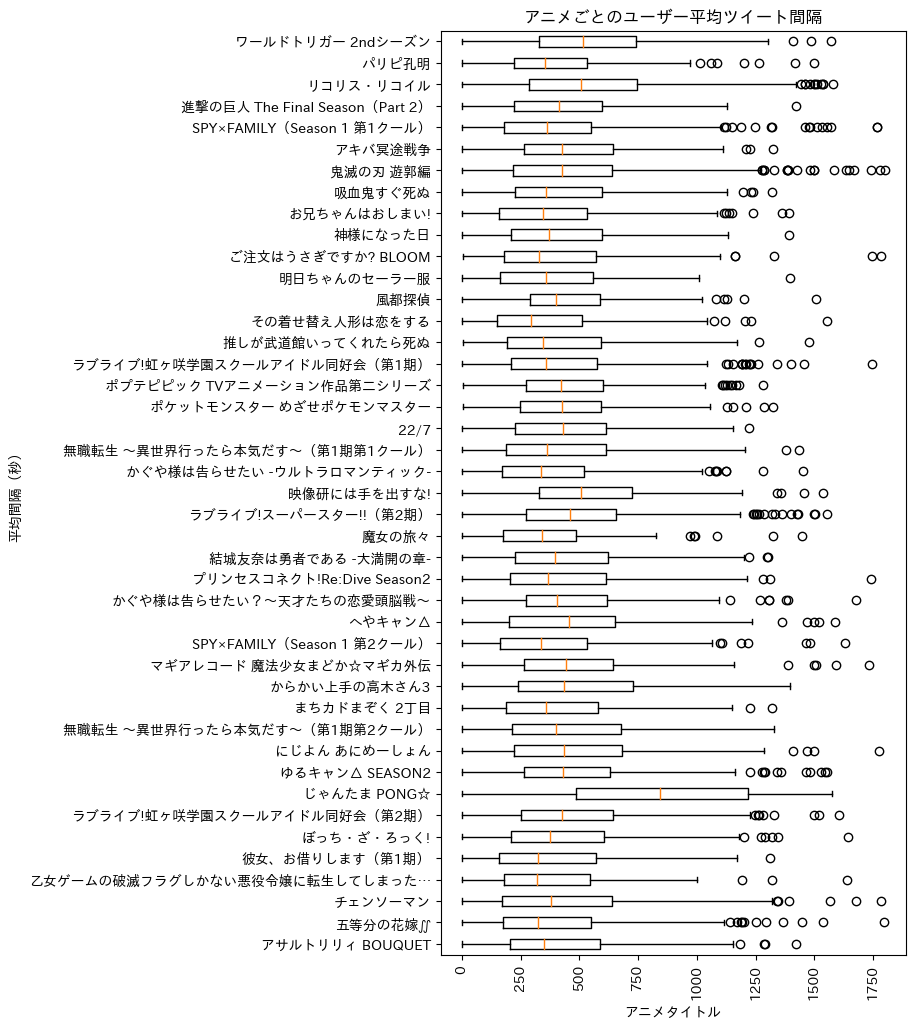 アニメごとのユーザー平均ツイート間隔
ワールドトリガー 2ndシーズン
パリピ孔明
リコリス・リコイル
進撃の巨人 The Final Season（Part 2）
SPY×FAMILY（Season 1 第1クール）
アキバ冥途戦争
鬼滅の刃 遊郭編
吸血鬼すぐ死ぬ
お兄ちゃんはおしまい!
神様になった日
ご注文はうさぎですか? BLOOM
明日ちゃんのセーラー服
風都探偵
その着せ替え人形は恋をする
推しが武道館いってくれたら死ぬ
ラブライブ!虹ヶ咲学園スクールアイドル同好会（第1期）
ポプテピピック TVアニメーション作品第二シリーズ
ポケットモンスター めざせポケモンマスター
22/7
無職転生 〜異世界行ったら本気だす〜（第1期第1クール）
かぐや様は告らせたい -ウルトラロマンティック-
映像研には手を出すな!
ラブライブ!スーパースター!!（第2期）
魔女の旅々
結城友奈は勇者である -大満開の章-
プリンセスコネクト!Re:Dive Season2
かぐや様は告らせたい？〜天才たちの恋愛頭脳戦〜
へやキャン△
SPY×FAMILY（Season 1 第2クール）
マギアレコード 魔法少女まどか☆マギカ外伝
からかい上手の高木さん3
まちカドまぞく 2丁目
無職転生 〜異世界行ったら本気だす〜（第1期第2クール）
にじよん あにめーしょん
ゆるキャン△ SEASON2
じゃんたま PONG☆
ラブライブ!虹ヶ咲学園スクールアイドル同好会（第2期）
ぼっち・ざ・ろっく!
彼女、お借りします（第1期）
乙女ゲームの破滅フラグしかない悪役令嬢に転生してしまった…
チェンソーマン
五等分の花嫁∬
アサルトリリィ BOUQUET
平均間隔（秒）
0
250
500
750
1000
1250
1500
1750
アニメタイトル